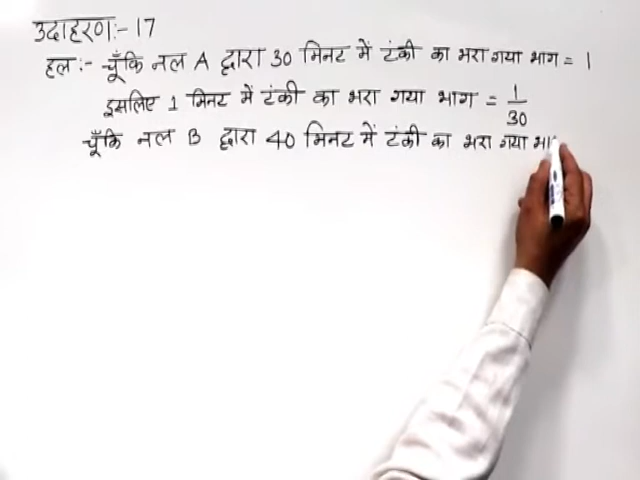 उदाहरण:- 17
हल :- चूँकि नल A द्वारा 30 मिनट में टंकी का भरा गया भाग = 1
इसलिए 1 मिनट में टंकी का भरा गया भाग = 1/30
चूँकि नल B द्वारा 40 मिनट में टंकी का भरा गया भा